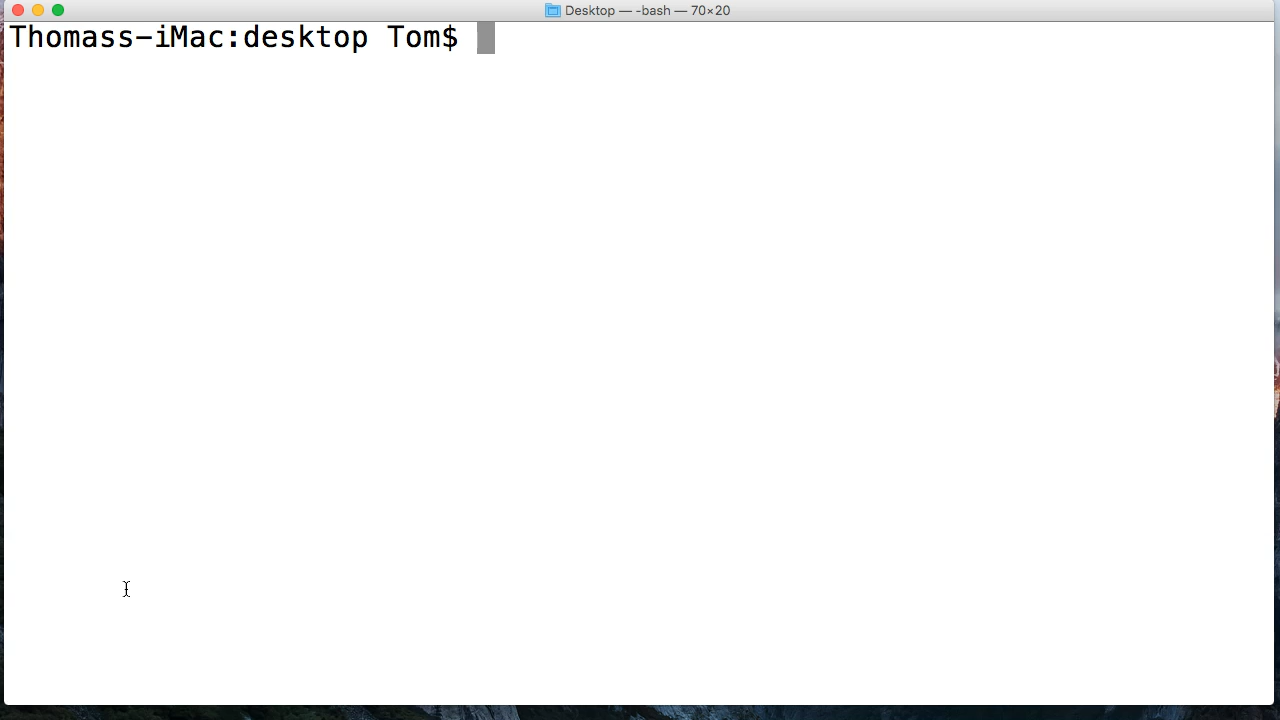 Desktop — -bash — 70×20
Thomass-iMac:desktop Tom$